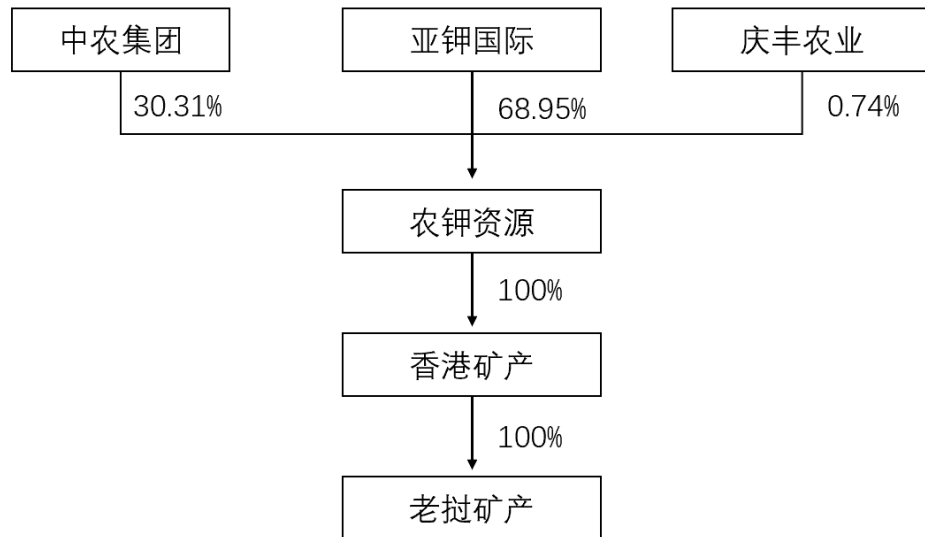 中农集团
亚钾国际
庆丰农业
30.31%
68.95%
0.74%
农钾资源
100%
香港矿产
100%
老挝矿产